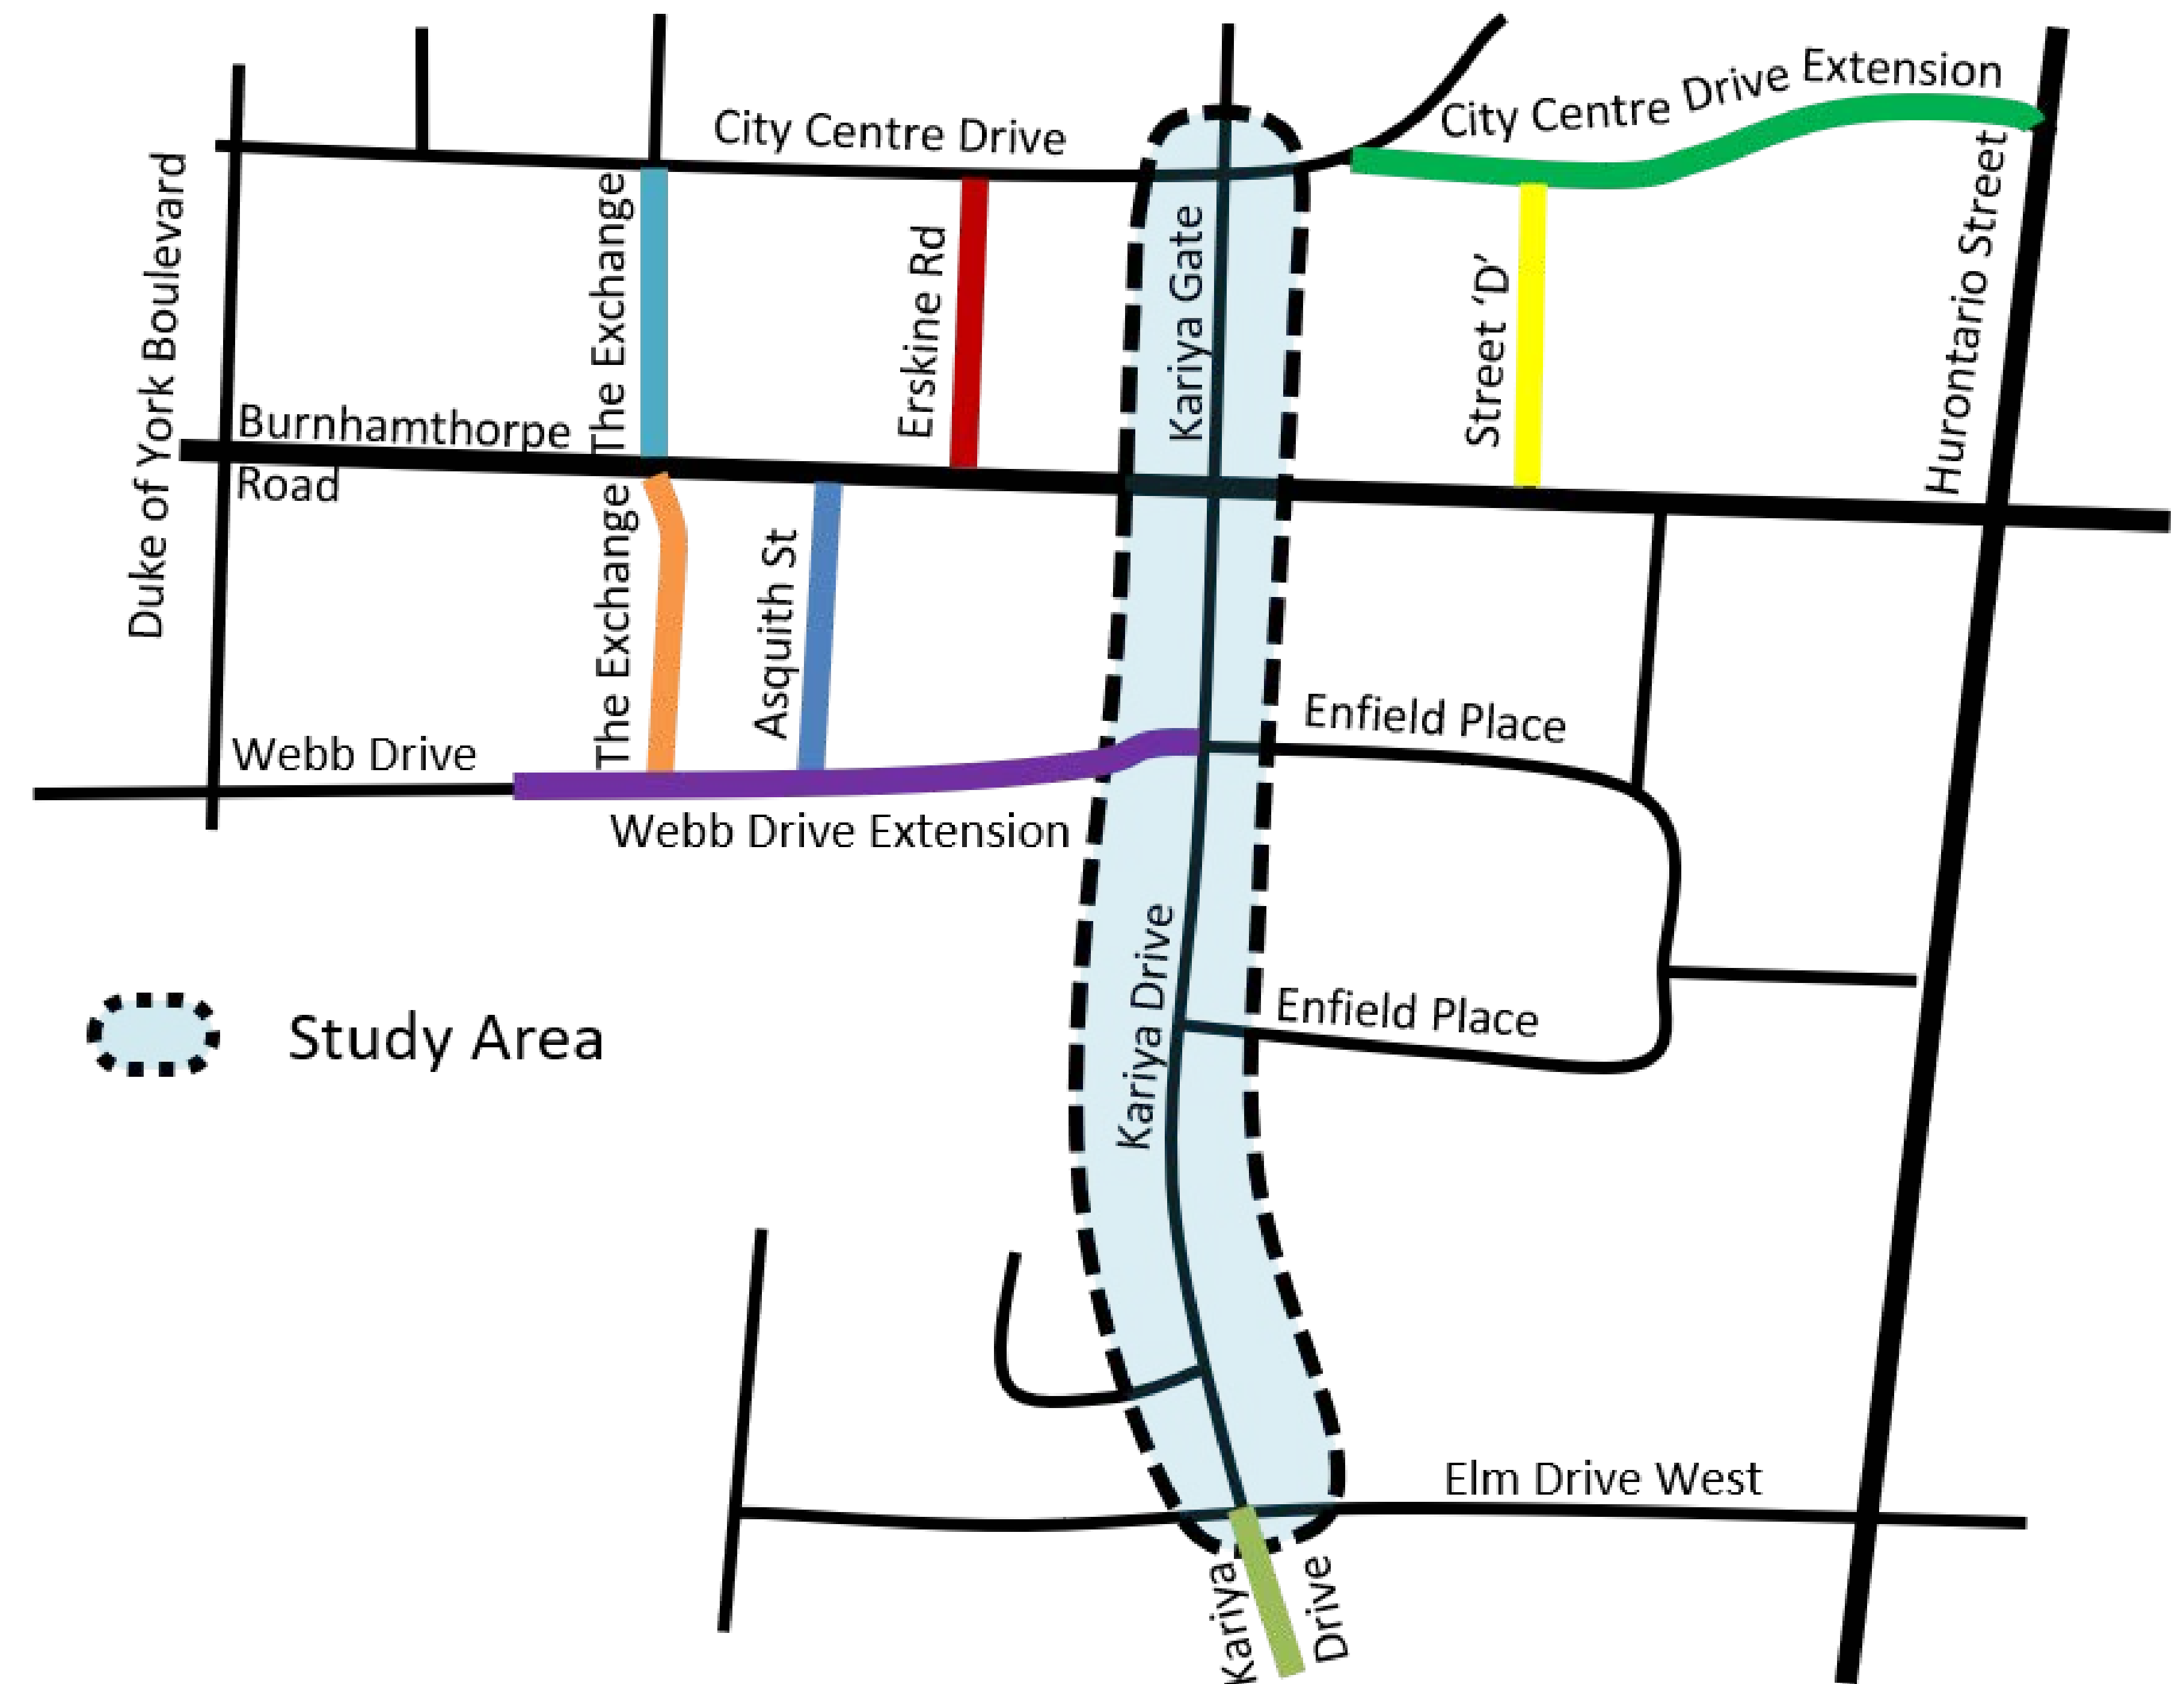 City Centre Drive Extension
City Centre Drive
Duke of York Boulevard
The Exchange
Erskine Rd
Kariya Gate
Street ‘D’
Hurontario Street
Burnhamthorpe
Road
The Exchange
Asquith St
Enfield Place
Webb Drive
Webb Drive Extension
Kariya Drive
Enfield Place
Study Area
Elm Drive West
Kariya
Drive